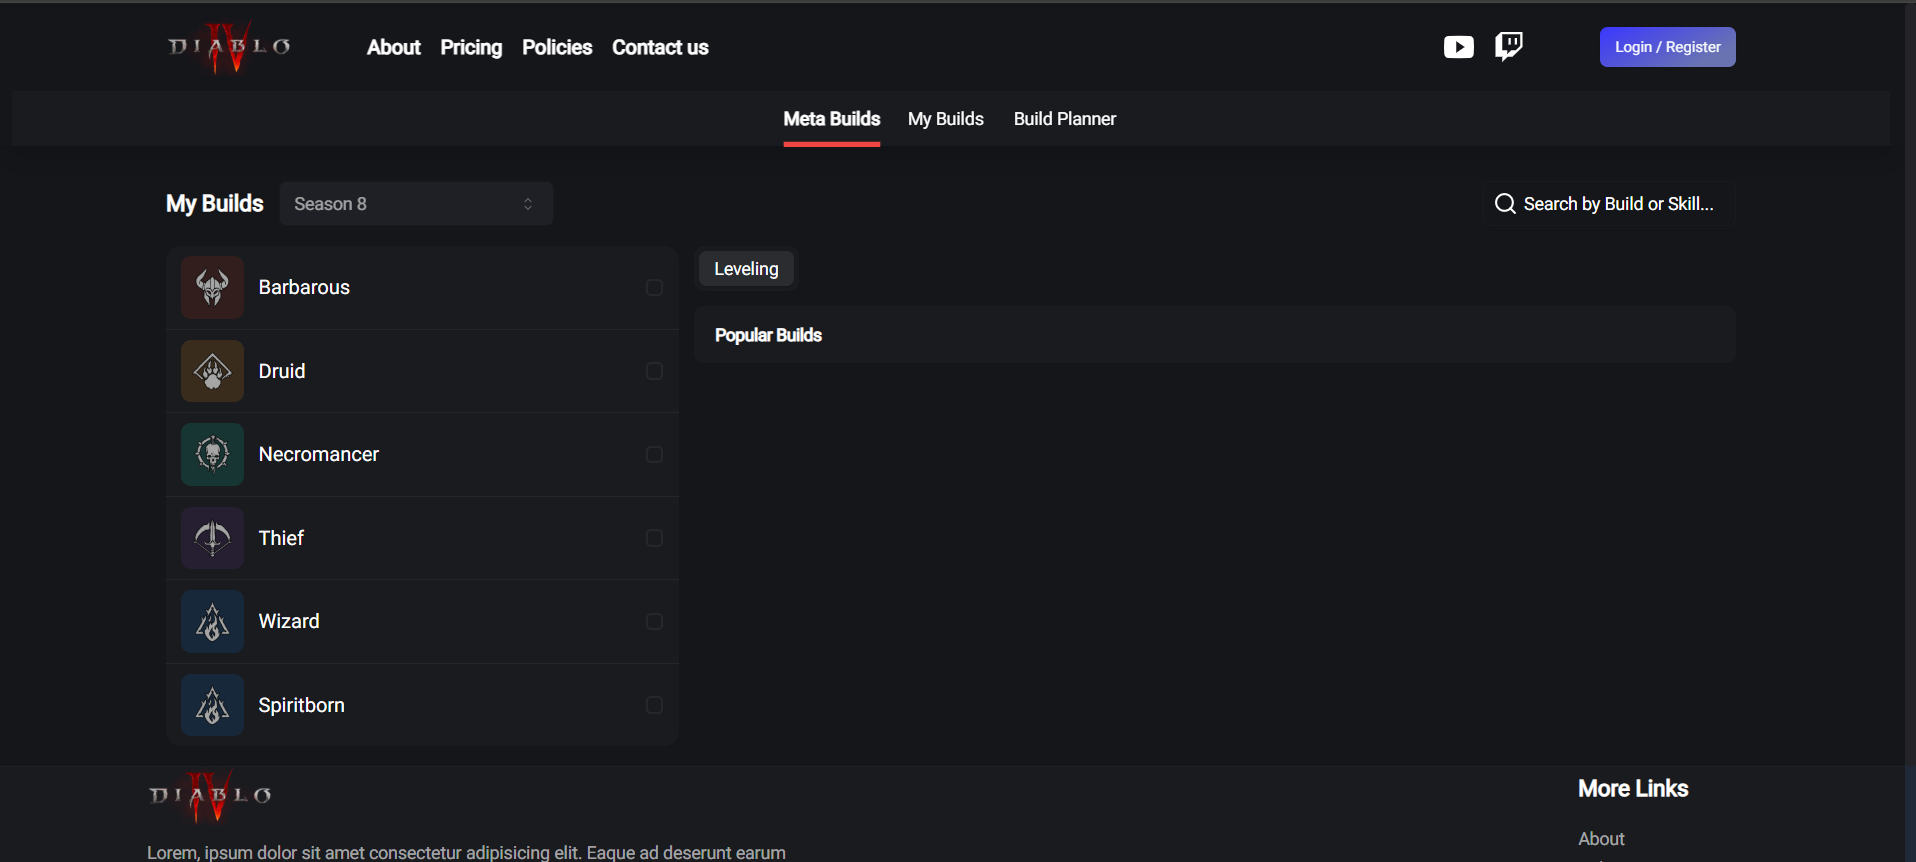 DIABLO IV
About Pricing Policies Contact us
Login / Register
Meta Builds My Builds Build Planner
My Builds
Season 8
Search by Build or Skill...
Barbarous
Druid
Necromancer
Thief
Wizard
Spiritborn
Leveling
Popular Builds
DIABLO IV
Lorem, ipsum dolor sit amet consectetur adipisicing elit. Eaque ad deserunt earum
More Links
About